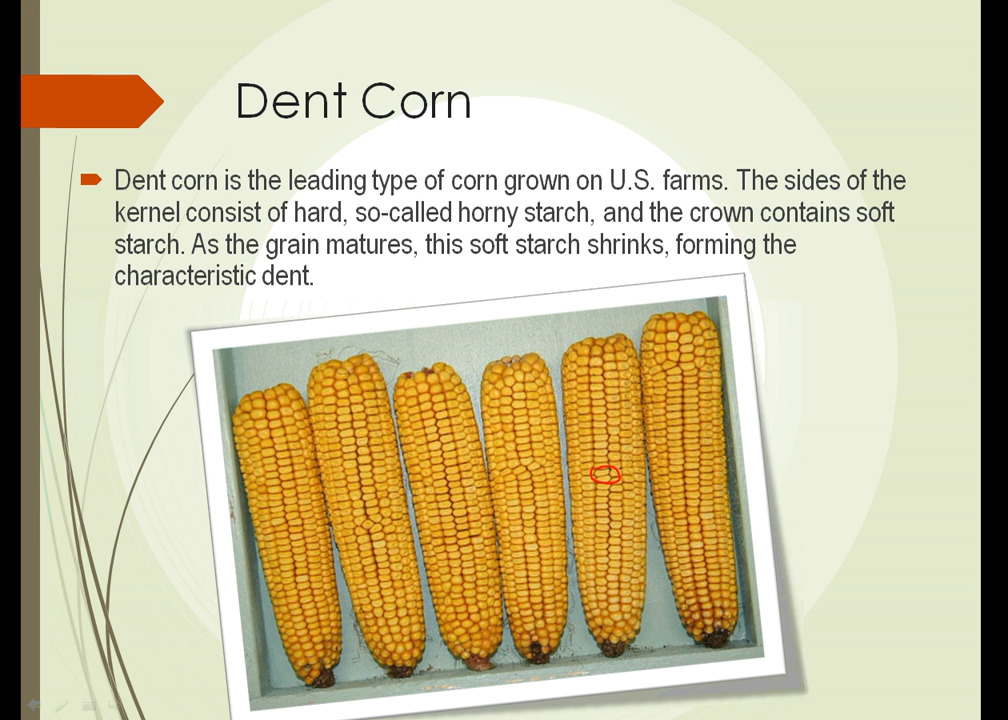 Dent Corn
Dent corn is the leading type of corn grown on U.S. farms. The sides of the
kernel consist of hard, so-called horny starch, and the crown contains soft
starch. As the grain matures, this soft starch shrinks, forming the
characteristic dent.